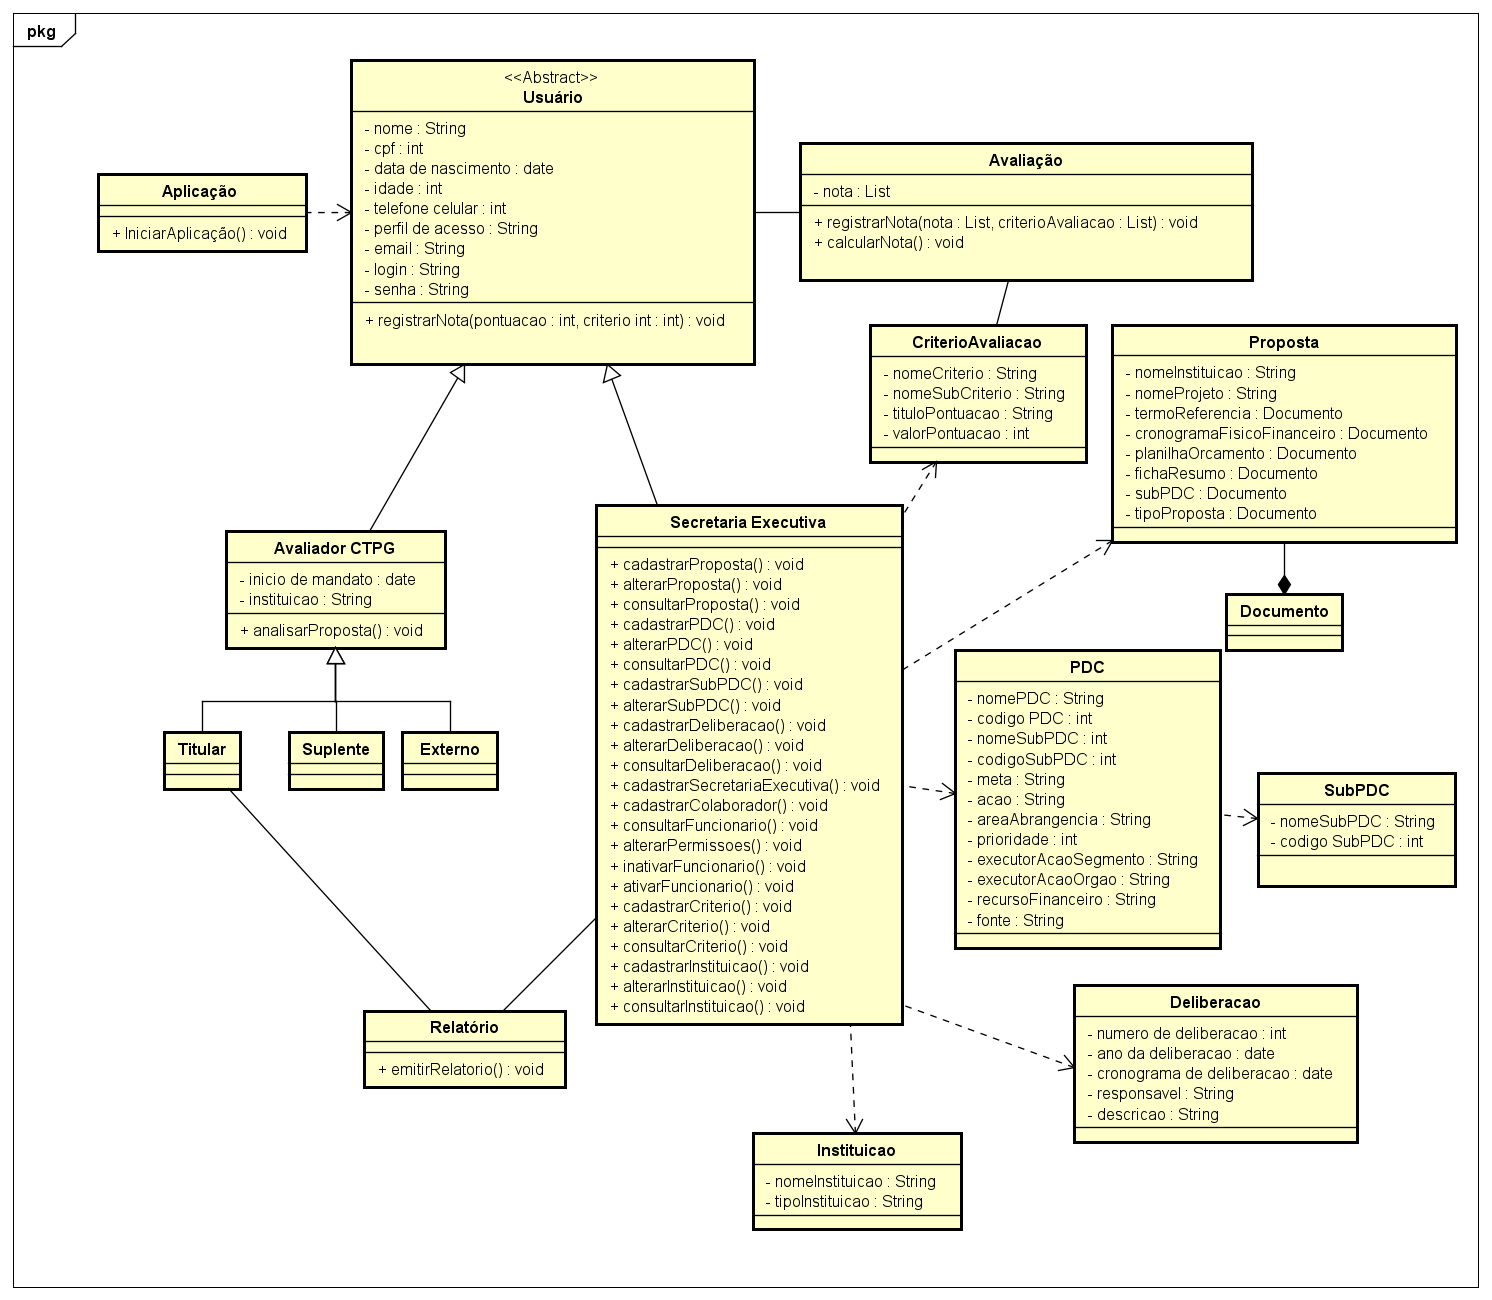 pkg
<<Abstract>>
Usuário
- nome : String
- cpf : int
- data de nascimento : date
- idade : int
- telefone celular : int
- perfil de acesso : String
- email : String
- login : String
- senha : String
+ registrarNota(pontuacao : int, criterio int : int) : void
Aplicação
+ IniciarAplicação() : void
Avaliação
- nota : List
+ registrarNota(nota : List, criterioAvaliacao : List) : void
+ calcularNota() : void
CriterioAvaliacao
- nomeCriterio : String
- nomeSubCriterio : String
- tituloPontuacao : String
- valorPontuacao : int
Proposta
- nomeInstituicao : String
- nomeProjeto : String
- termoReferencia : Documento
- cronogramaFisicoFinanceiro : Documento
- planilhaOrcamento : Documento
- fichaResumo : Documento
- subPDC : Documento
- tipoProposta : Documento
Documento
Avaliador CTPG
- inicio de mandato : date
- instituicao : String
+ analisarProposta() : void
Titular
Suplente
Externo
Secretaria Executiva
+ cadastrarProposta() : void
+ alterarProposta() : void
+ consultarProposta() : void
+ cadastrarPDC() : void
+ alterarPDC() : void
+ consultarPDC() : void
+ cadastrarSubPDC() : void
+ alterarSubPDC() : void
+ cadastrarDeliberacao() : void
+ alterarDeliberacao() : void
+ consultarDeliberacao() : void
+ cadastrarSecretariaExecutiva() : void
+ cadastrarColaborador() : void
+ consultarFuncionario() : void
+ alterarPermissoes() : void
+ inativarFuncionario() : void
+ ativarFuncionario() : void
+ cadastrarCriterio() : void
+ alterarCriterio() : void
+ consultarCriterio() : void
+ cadastrarInstituicao() : void
+ alterarInstituicao() : void
+ consultarInstituicao() : void
PDC
- nomePDC : String
- codigo PDC : int
- nomeSubPDC : int
- codigoSubPDC : int
- meta : String
- acao : String
- areaAbrangencia : String
- prioridade : int
- executorAcaoSegmento : String
- executorAcaoOrgao : String
- recursoFinanceiro : String
- fonte : String
SubPDC
- nomeSubPDC : String
- codigo SubPDC : int
Relatório
+ emitirRelatorio() : void
Deliberacao
- numero de deliberacao : int
- ano da deliberacao : date
- cronograma de deliberacao : date
- responsavel : String
- descricao : String
Instituicao
- nomeInstituicao : String
- tipoInstituicao : String